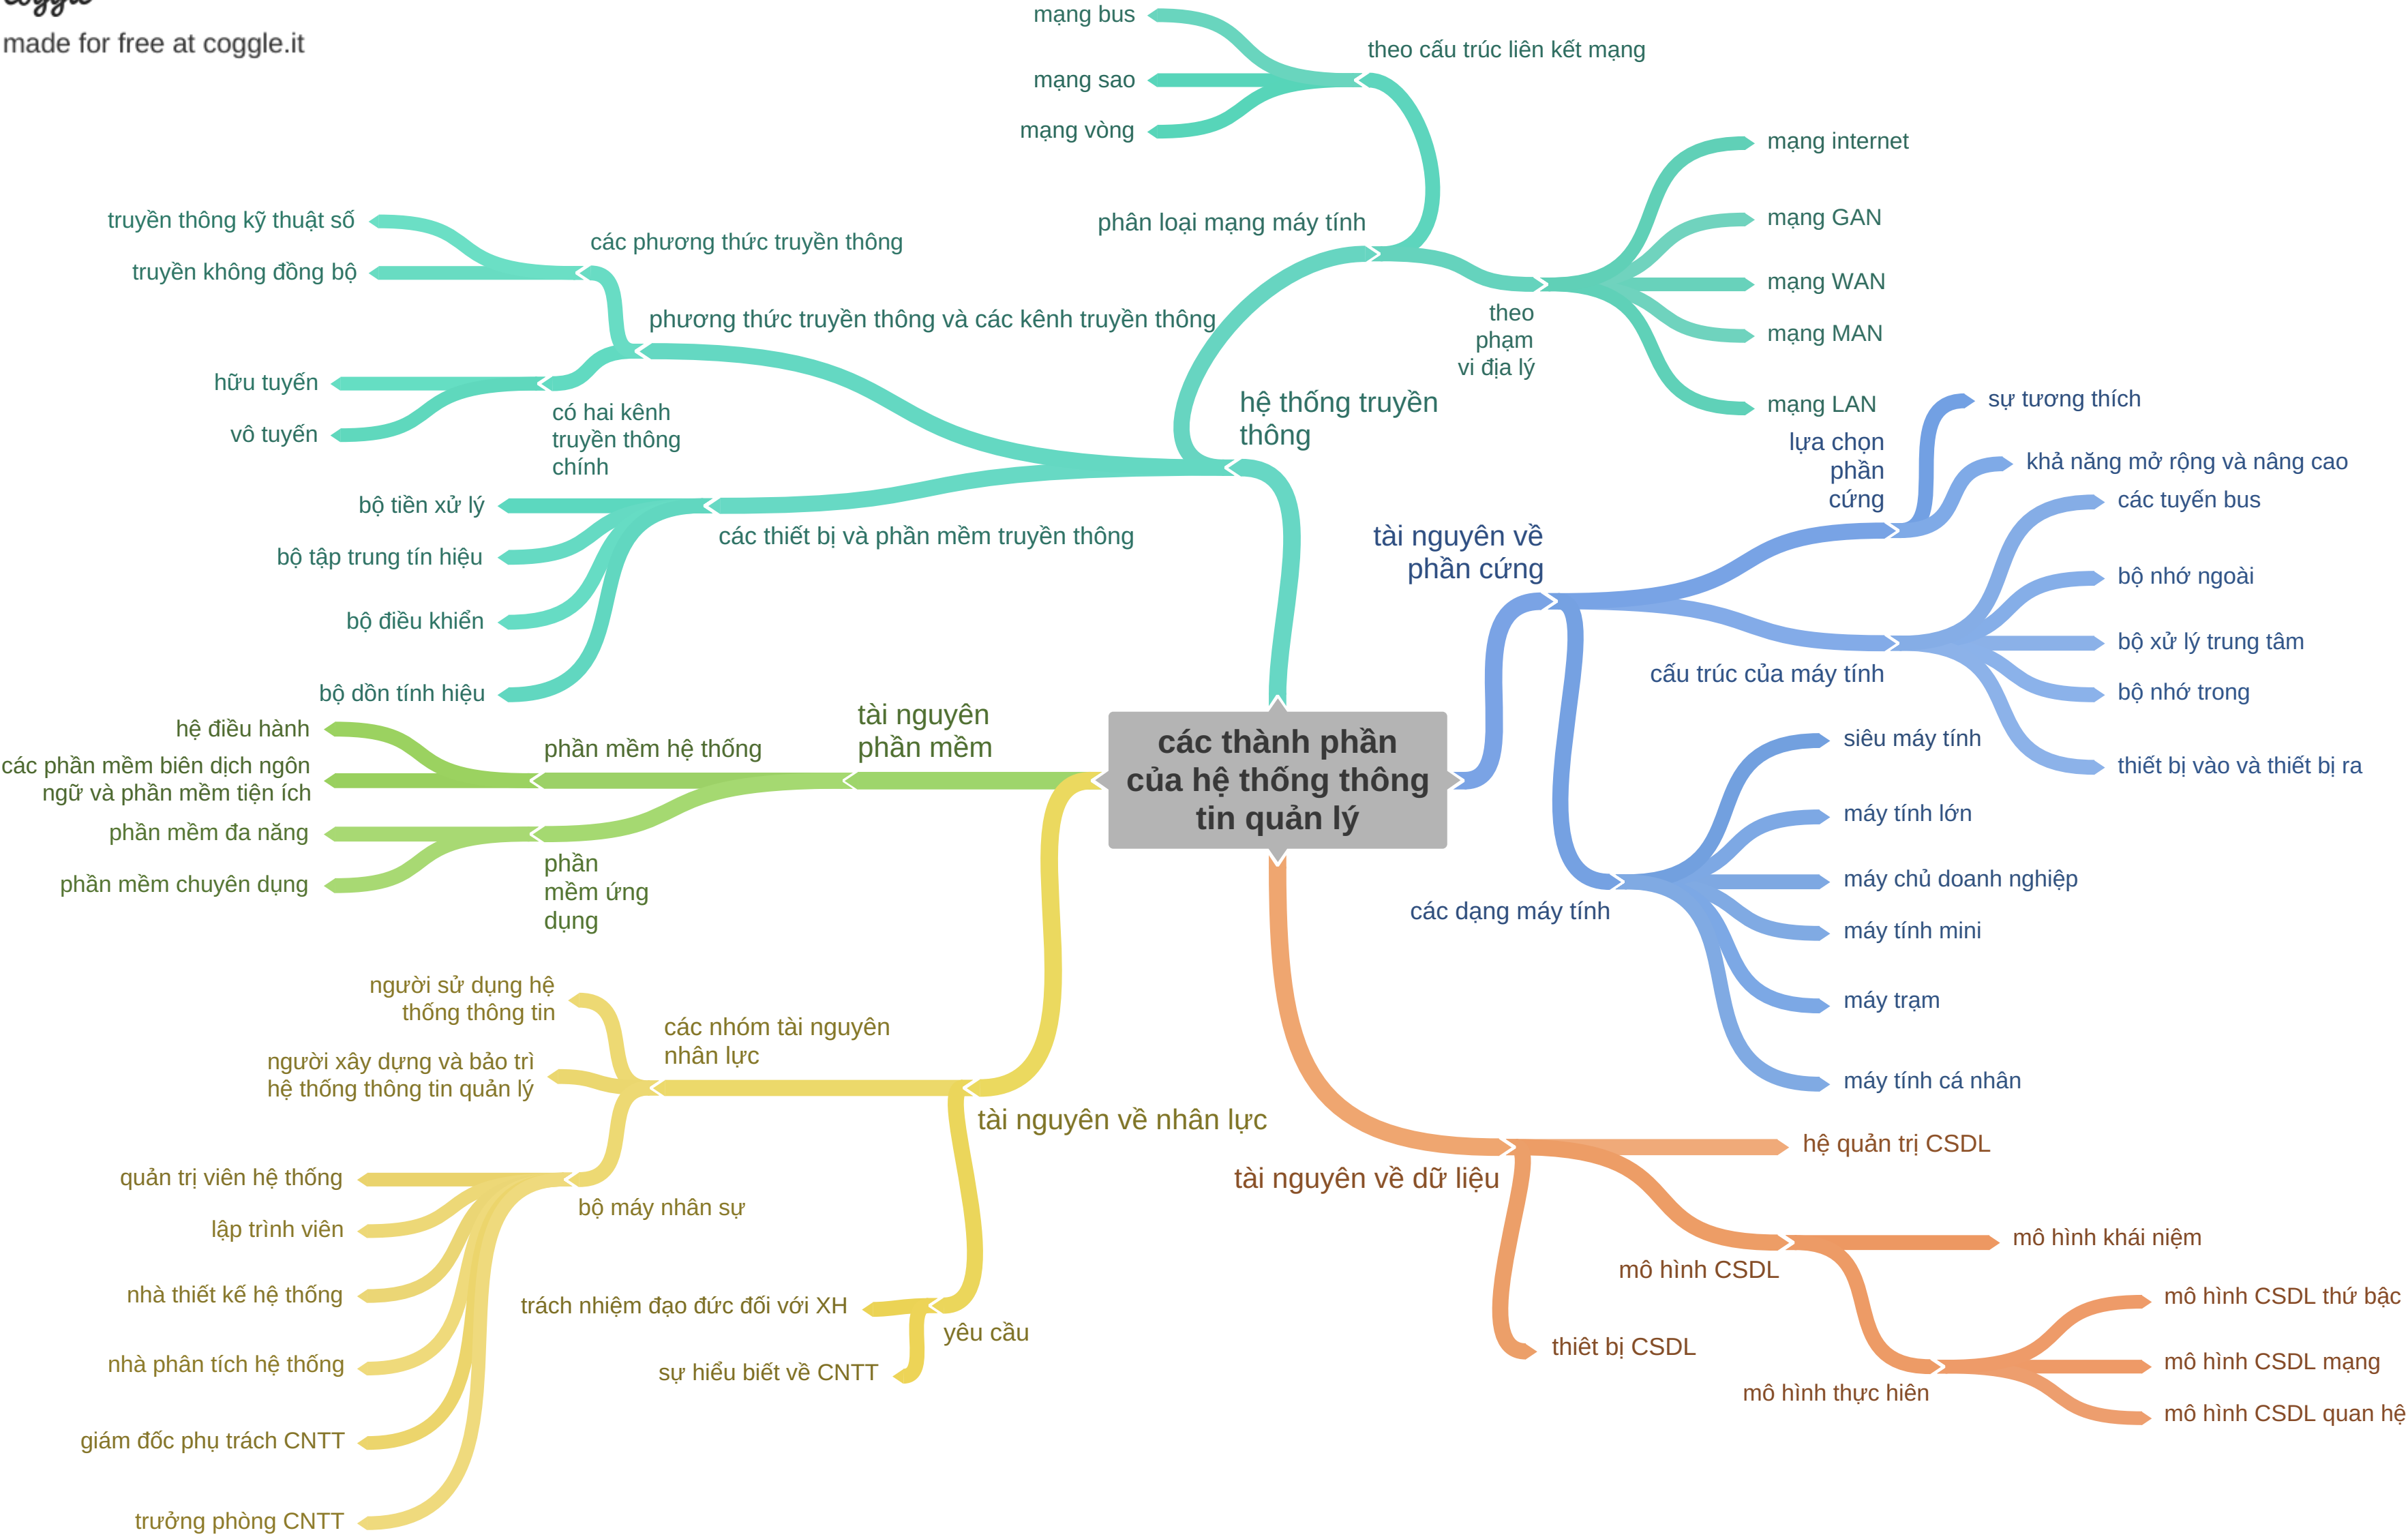 made for free at coggle.it
mạng bus
mạng sao
mạng vòng
theo cấu trúc liên kết mạng
phân loại mạng máy tính
theo
phạm
vi địa lý
mạng internet
mạng GAN
mạng WAN
mạng MAN
mạng LAN
truyền thông kỹ thuật số
truyền không đồng bộ
các phương thức truyền thông
phương thức truyền thông và các kênh truyền thông
hữu tuyến
vô tuyến
có hai kênh
truyền thông
chính
hệ thống truyền
thông
bộ tiền xử lý
bộ tập trung tín hiệu
bộ điều khiển
bộ dồn tính hiệu
các thiết bị và phần mềm truyền thông
tài nguyên về
phần cứng
lựa chọn
phần
cứng
sự tương thích
khả năng mở rộng và nâng cao
cấu trúc của máy tính
các tuyến bus
bộ nhớ ngoài
bộ xử lý trung tâm
bộ nhớ trong
thiết bị vào và thiết bị ra
các dạng máy tính
siêu máy tính
máy tính lớn
máy chủ doanh nghiệp
máy tính mini
máy trạm
máy tính cá nhân
các thành phần
của hệ thống thông
tin quản lý
tài nguyên
phần mềm
phần mềm hệ thống
hệ điều hành
các phần mềm biên dịch ngôn
ngữ và phần mềm tiện ích
phần mềm đa năng
phần mềm chuyên dụng
phần
mềm ứng
dụng
người sử dụng hệ
thống thông tin
người xây dựng và bảo trì
hệ thống thông tin quản lý
các nhóm tài nguyên
nhân lực
tài nguyên về nhân lực
bộ máy nhân sự
quản trị viên hệ thống
lập trình viên
nhà thiết kế hệ thống
nhà phân tích hệ thống
giám đốc phụ trách CNTT
trưởng phòng CNTT
trách nhiệm đạo đức đối với XH
sự hiểu biết về CNTT
yêu cầu
tài nguyên về dữ liệu
hệ quản trị CSDL
mô hình CSDL
thiêt bị CSDL
mô hình khái niệm
mô hình thực hiên
mô hình CSDL thứ bậc
mô hình CSDL mạng
mô hình CSDL quan hệ